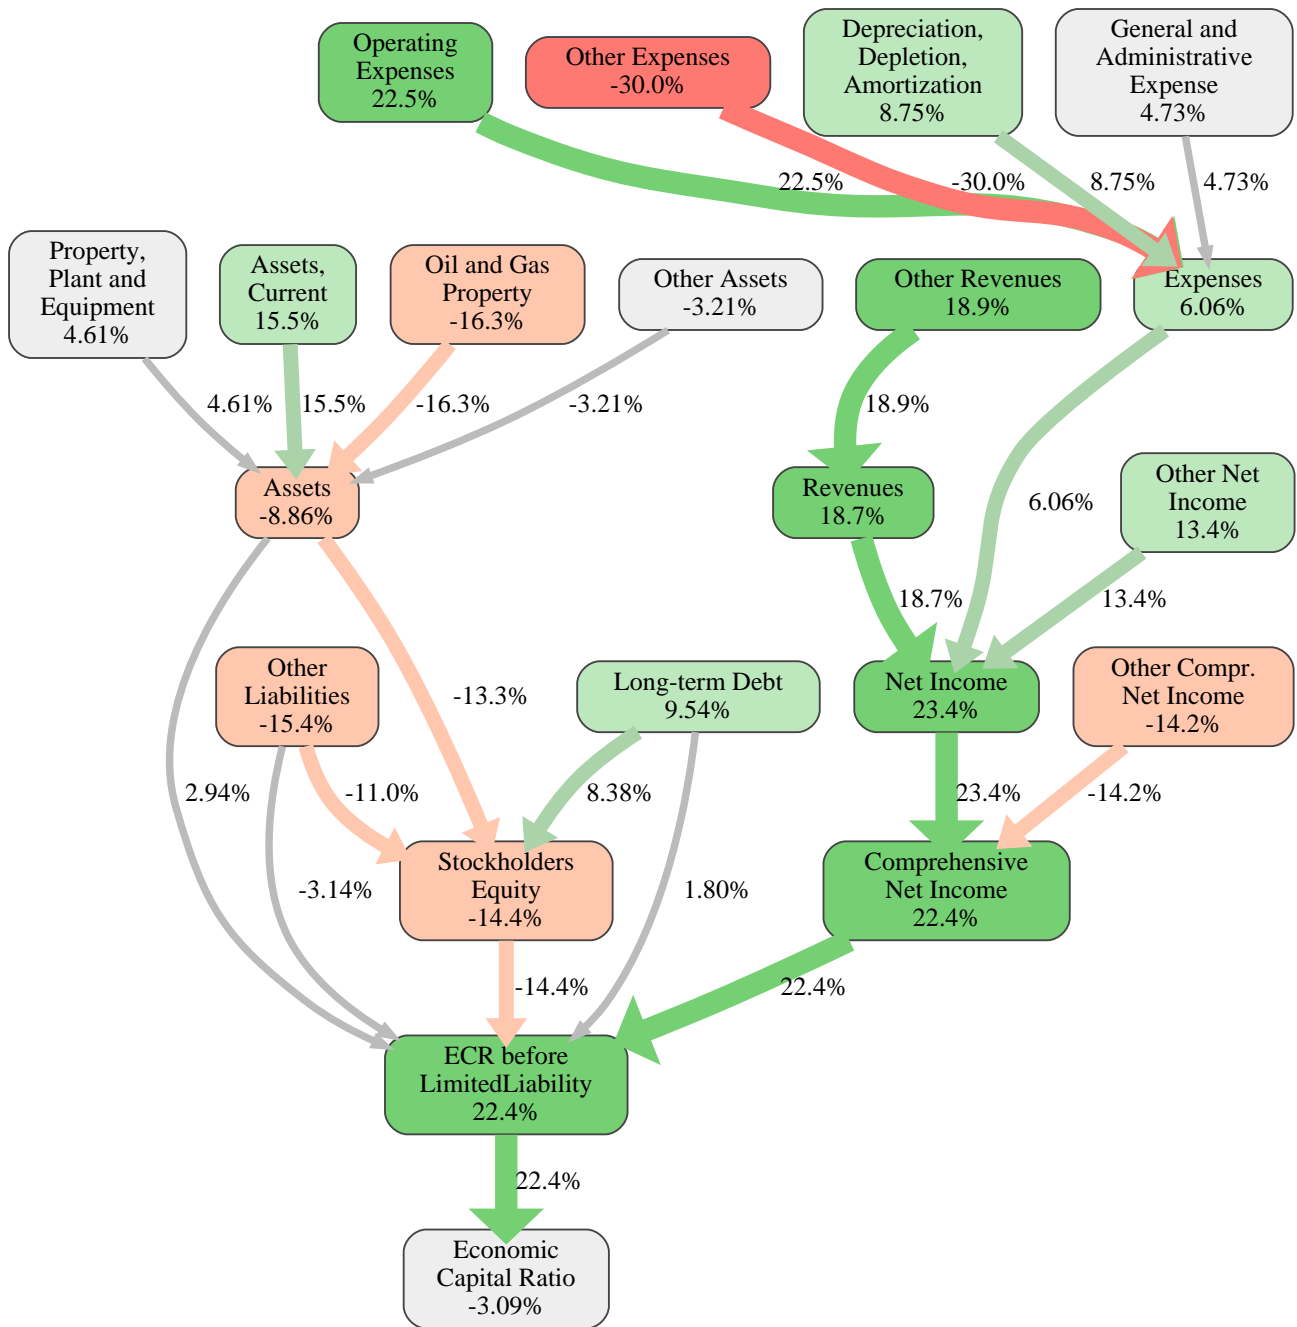 Operating
Expenses
22.5%
Other Expenses
-30.0%
Depreciation,
Depletion,
Amortization
8.75%
General and
Administrative
Expense
4.73%
22.5%
-30.0%
8.75%
4.73%
Property,
Plant and
Equipment
4.61%
Assets,
Current
15.5%
Oil and Gas
Property
-16.3%
Other Assets
-3.21%
Other Revenues
18.9%
Expenses
6.06%
4.61%
15.5%
-16.3%
-3.21%
18.9%
Assets
-8.86%
Revenues
18.7%
6.06%
Other Net
Income
13.4%
18.7%
13.4%
Other
Liabilities
-15.4%
-13.3%
Long-term Debt
9.54%
Net Income
23.4%
Other Compr.
Net Income
-14.2%
2.94%
-11.0%
8.38%
23.4%
-14.2%
-3.14%
Stockholders
Equity
-14.4%
1.80%
Comprehensive
Net Income
22.4%
-14.4%
22.4%
ECR before
LimitedLiability
22.4%
22.4%
Economic
Capital Ratio
-3.09%